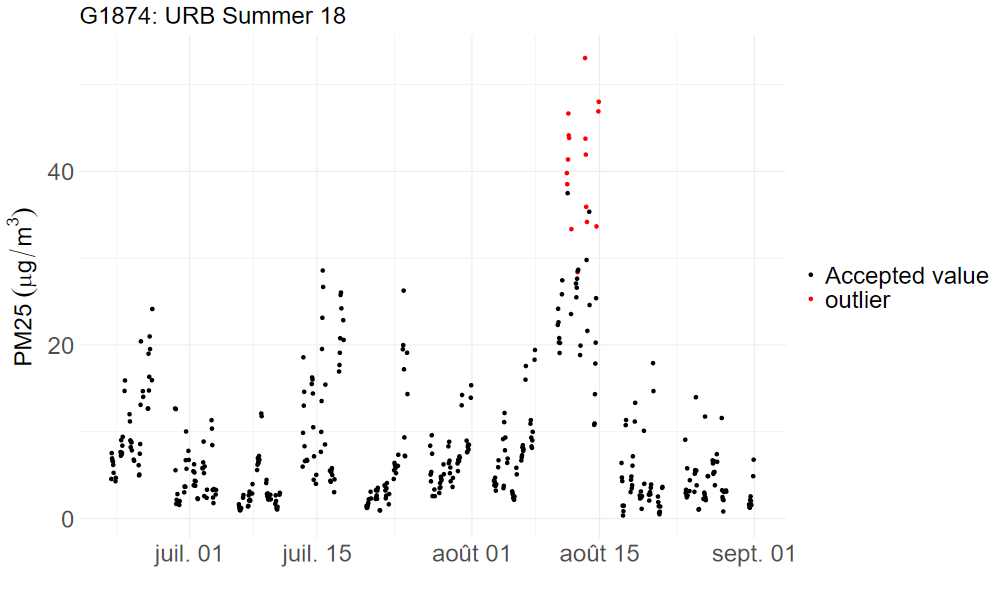 G1874: URB Summer 18
PM25 (μg/m³)
40
20
0
juil. 01
juil. 15
août 01
août 15
sept. 01
Accepted value
outlier